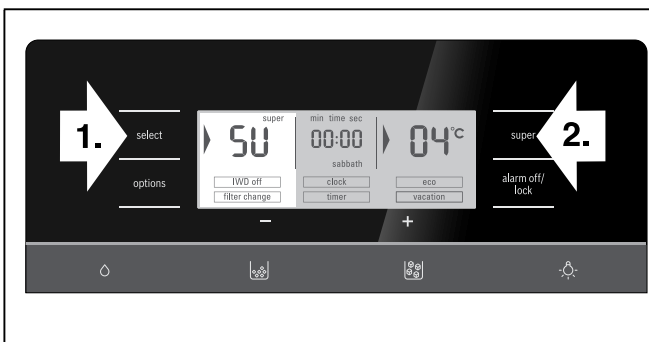 1.
select
options
super
SU
IWD off
filter change
min time sec
00:00
sabbath
clock
timer
04°C
eco
vacation
super
2.
alarm off/
lock
−
+